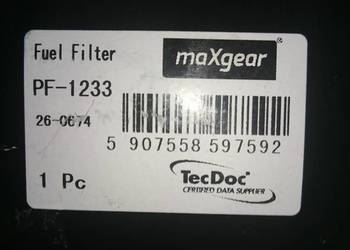 Fuel Filter
maXgear®
PF-1233
26-0674
5 907558 597592
1 Pc
TecDoc®
CERTIFIED DATA SUPPLIER